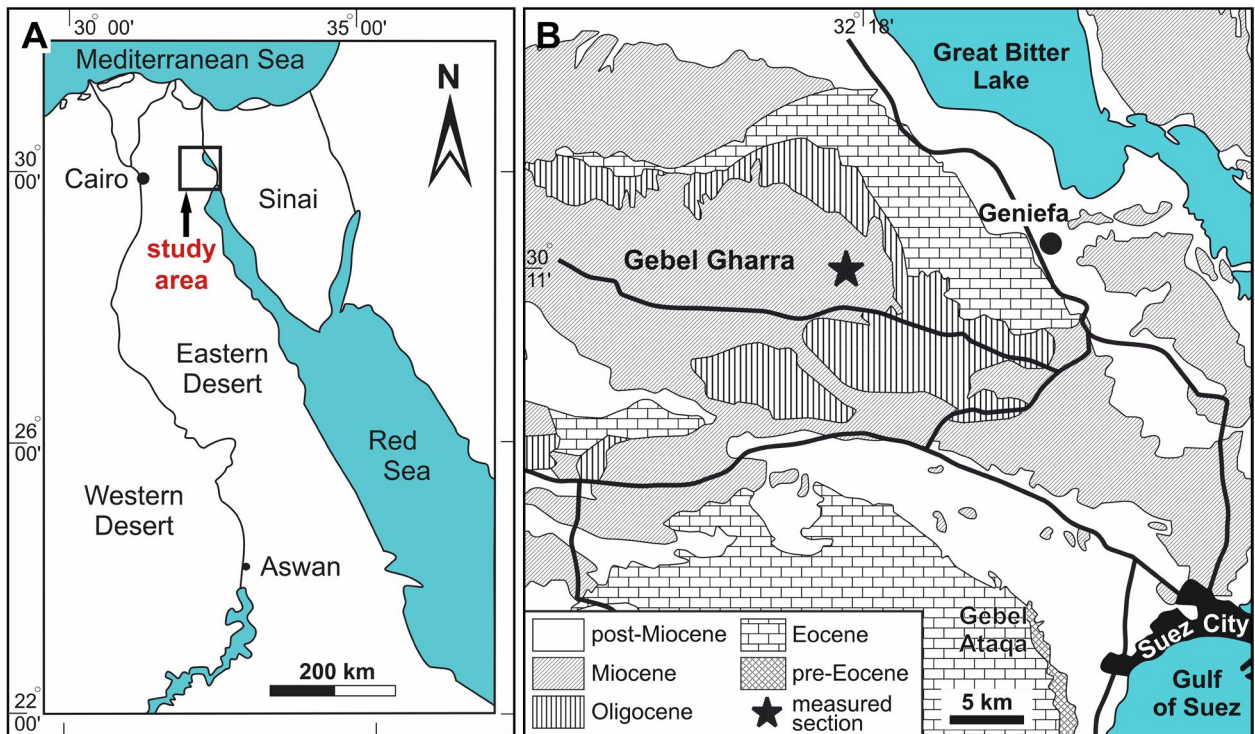 A
30° 00'
35° 00'
Mediterranean Sea
N
30°
00'
Cairo
Sinai
study
area
Eastern
Desert
26°
00'
Red
Sea
Western
Desert
Aswan
200 km
22°
00'
B
32° 18'
Great Bitter
Lake
Geniefa
30°
11'
Gebel Gharra
Gebel
Ataqa
Suez City
Gulf
of Suez
5 km
post-Miocene
Miocene
Oligocene
Eocene
pre-Eocene
measured
section